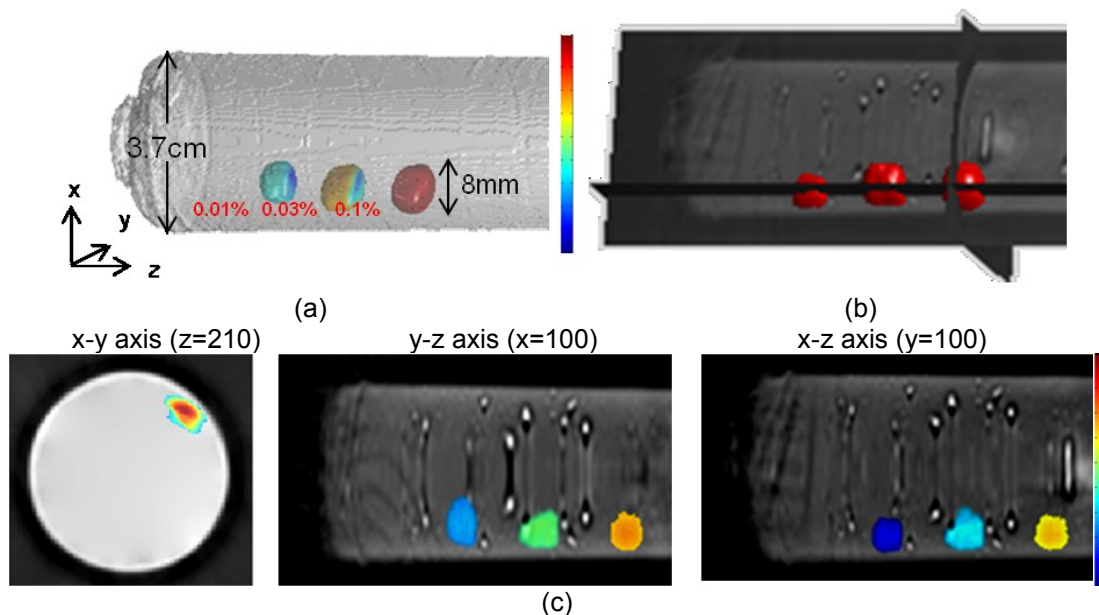 3.7cm
8mm
0.01% 0.03% 0.1%
x
y
z
(a)
(b)
x-y axis (z=210)
y-z axis (x=100)
x-z axis (y=100)
(c)